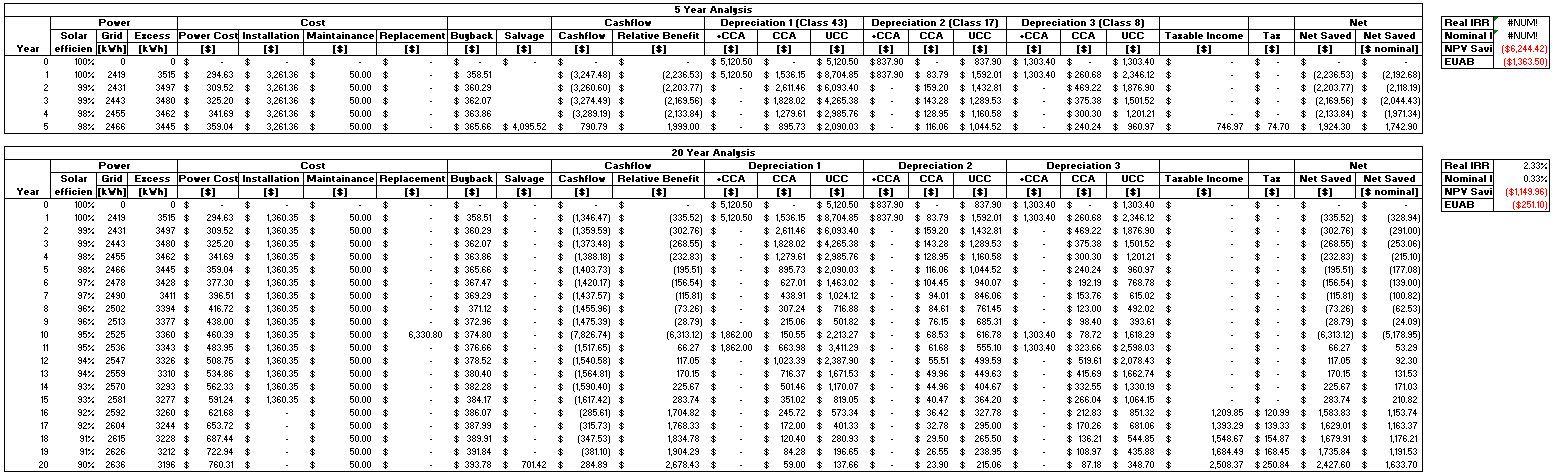 5 Year Analysis
Power Cost Cashflow Depreciation 1 (Class 43) Depreciation 2 (Class 17) Depreciation 3 (Class 8) Net Real IRR #NUM!
Solar Grid Excess Power Cost Installation Maintainance Buyback Salvage Cashflow Relative Benefit +CCA CCA UCC +CCA CCA UCC +CCA CCA UCC Taxable Income Tax Net Saved Net Saved Nominal I #NUM!
Year efficien [kWh] [kWh] [$] [$] [$] [$] [$] [$] [$] [$] [$] [$] [$] [$] [$] [$] [$] [$] [$] [$] [$] [$ nominal] NPV Savi ($6,244.42)
0 100% 0 0 $ - $ - $ - $ - $ - $ - $ - $ 5,120.50 $ - $ 5,120.50 $ 837.90 $ - $ 837.90 $ 1,303.40 $ - $ 1,303.40 $ - $ - $ - $ - EUAB ($1,363.50)
1 100% 2419 3515 $ 294.63 $ 3,261.36 $ 50.00 $ 358.51 $ - $ (3,247.48) $ (2,236.53) $ 5,120.50 $ 1,536.15 $ 8,704.85 $ 837.90 $ 83.79 $ 1,592.01 $ 1,303.40 $ 260.68 $ 2,346.12 $ - $ - $ (2,236.53) $ (2,192.68)
2 99% 2431 3497 $ 309.52 $ 3,261.36 $ 50.00 $ 360.29 $ - $ (3,260.60) $ (2,203.77) $ - $ 2,611.46 $ 6,093.40 $ - $ 159.20 $ 1,432.81 $ - $ 469.22 $ 1,876.90 $ - $ - $ (2,203.77) $ (2,118.19)
3 99% 2443 3480 $ 325.20 $ 3,261.36 $ 50.00 $ 362.07 $ - $ (3,274.49) $ (2,169.56) $ - $ 1,828.02 $ 4,265.38 $ - $ 143.28 $ 1,289.53 $ - $ 375.38 $ 1,501.52 $ - $ - $ (2,169.56) $ (2,044.43)
4 98% 2455 3462 $ 341.69 $ 3,261.36 $ 50.00 $ 363.86 $ - $ (3,289.19) $ (2,133.84) $ - $ 1,279.61 $ 2,985.76 $ - $ 128.95 $ 1,160.58 $ - $ 300.30 $ 1,201.21 $ - $ - $ (2,133.84) $ (1,971.34)
5 98% 2466 3445 $ 359.04 $ 3,261.36 $ 50.00 $ 365.66 $ 4,095.52 $ 790.79 $ 1,999.00 $ - $ 895.73 $ 2,090.03 $ - $ 116.06 $ 1,044.52 $ - $ 240.24 $ 960.97 $ 746.97 $ 74.70 $ 1,924.30 $ 1,742.90
20 Year Analysis
Power Cost Cashflow Depreciation 1 Depreciation 2 Depreciation 3 Net Real IRR 2.33%
Solar Grid Excess Power Cost Installation Maintainance Replacement Buyback Salvage Cashflow Relative Benefit +CCA CCA UCC +CCA CCA UCC +CCA CCA UCC Taxable Income Tax Net Saved Net Saved Nominal I 0.33%
Year efficien [kWh] [kWh] [$] [$] [$] [$] [$] [$] [$] [$] [$] [$] [$] [$] [$] [$] [$] [$] [$] [$] [$] [$] [$ nominal] NPV Savi ($1,149.96)
0 100% 0 0 $ - $ - $ - $ - $ - $ - $ - $ - $ 5,120.50 $ - $ 5,120.50 $ 837.90 $ - $ 837.90 $ 1,303.40 $ - $ 1,303.40 $ - $ - $ - $ - EUAB ($251.10)
1 100% 2419 3515 $ 294.63 $ 1,360.35 $ 50.00 $ - $ 358.51 $ - $ (1,346.47) $ (335.52) $ 5,120.50 $ 1,536.15 $ 8,704.85 $ 837.90 $ 83.79 $ 1,592.01 $ 1,303.40 $ 260.68 $ 2,346.12 $ - $ - $ (335.52) $ (328.94)
2 99% 2431 3497 $ 309.52 $ 1,360.35 $ 50.00 $ - $ 360.29 $ - $ (1,359.59) $ (302.76) $ - $ 2,611.46 $ 6,093.40 $ - $ 159.20 $ 1,432.81 $ - $ 469.22 $ 1,876.90 $ - $ - $ (302.76) $ (291.00)
3 99% 2443 3480 $ 325.20 $ 1,360.35 $ 50.00 $ - $ 362.07 $ - $ (1,373.48) $ (268.55) $ - $ 1,828.02 $ 4,265.38 $ - $ 143.28 $ 1,289.53 $ - $ 375.38 $ 1,501.52 $ - $ - $ (268.55) $ (253.06)
4 98% 2455 3462 $ 341.69 $ 1,360.35 $ 50.00 $ - $ 363.86 $ - $ (1,388.18) $ (232.83) $ - $ 1,279.61 $ 2,985.76 $ - $ 128.95 $ 1,160.58 $ - $ 300.30 $ 1,201.21 $ - $ - $ (232.83) $ (215.10)
5 98% 2466 3445 $ 359.04 $ 1,360.35 $ 50.00 $ - $ 365.66 $ - $ (1,403.73) $ (195.51) $ - $ 895.73 $ 2,090.03 $ - $ 116.06 $ 1,044.52 $ - $ 240.24 $ 960.97 $ - $ - $ (195.51) $ (177.08)
6 97% 2478 3428 $ 377.30 $ 1,360.35 $ 50.00 $ - $ 367.47 $ - $ (1,420.17) $ (156.54) $ - $ 627.01 $ 1,463.02 $ - $ 104.45 $ 940.07 $ - $ 192.19 $ 768.78 $ - $ - $ (156.54) $ (139.00)
7 97% 2490 3411 $ 396.51 $ 1,360.35 $ 50.00 $ - $ 369.29 $ - $ (1,437.57) $ (115.81) $ - $ 438.91 $ 1,024.12 $ - $ 94.01 $ 846.06 $ - $ 153.76 $ 615.02 $ - $ - $ (115.81) $ (100.82)
8 96% 2502 3394 $ 416.72 $ 1,360.35 $ 50.00 $ - $ 371.12 $ - $ (1,455.96) $ (73.26) $ - $ 307.24 $ 716.88 $ - $ 84.61 $ 761.45 $ - $ 123.00 $ 492.02 $ - $ - $ (73.26) $ (62.53)
9 96% 2513 3377 $ 438.00 $ 1,360.35 $ 50.00 $ - $ 372.96 $ - $ (1,475.39) $ (28.79) $ - $ 215.06 $ 501.82 $ - $ 76.15 $ 685.31 $ - $ 98.40 $ 393.61 $ - $ - $ (28.79) $ (24.09)
10 95% 2525 3360 $ 460.39 $ 1,360.35 $ 50.00 $ 6,330.80 $ 374.80 $ - $ (7,826.74) $ (6,313.12) $ 1,862.00 $ 150.55 $ 2,213.27 $ - $ 68.53 $ 616.78 $ 1,303.40 $ 78.72 $ 1,618.29 $ - $ - $ (6,313.12) $ (5,178.95)
11 95% 2536 3343 $ 483.95 $ 1,360.35 $ 50.00 $ - $ 376.66 $ - $ (1,517.65) $ 66.27 $ 1,862.00 $ 663.98 $ 3,411.29 $ - $ 61.68 $ 555.10 $ 1,303.40 $ 323.66 $ 2,598.03 $ - $ - $ 66.27 $ 53.29
12 94% 2547 3326 $ 508.75 $ 1,360.35 $ 50.00 $ - $ 378.52 $ - $ (1,540.58) $ 117.05 $ - $ 1,023.39 $ 2,387.90 $ - $ 55.51 $ 499.59 $ - $ 519.61 $ 2,078.43 $ - $ - $ 117.05 $ 92.30
13 94% 2559 3310 $ 534.86 $ 1,360.35 $ 50.00 $ - $ 380.40 $ - $ (1,564.81) $ 170.15 $ - $ 716.37 $ 1,671.53 $ - $ 49.96 $ 449.63 $ - $ 415.69 $ 1,662.74 $ - $ - $ 170.15 $ 131.53
14 93% 2570 3293 $ 562.33 $ 1,360.35 $ 50.00 $ - $ 382.28 $ - $ (1,590.40) $ 225.67 $ - $ 501.46 $ 1,170.07 $ - $ 44.96 $ 404.67 $ - $ 332.55 $ 1,330.19 $ - $ - $ 225.67 $ 171.03
15 93% 2581 3277 $ 591.24 $ 1,360.35 $ 50.00 $ - $ 384.17 $ - $ (1,617.42) $ 283.74 $ - $ 351.02 $ 819.05 $ - $ 40.47 $ 364.20 $ - $ 266.04 $ 1,064.15 $ - $ - $ 283.74 $ 210.82
16 92% 2592 3260 $ 621.68 $ - $ 50.00 $ - $ 386.07 $ - $ (285.61) $ 1,704.82 $ - $ 245.72 $ 573.34 $ - $ 36.42 $ 327.78 $ - $ 212.83 $ 851.32 $ 1,209.85 $ 120.99 $ 1,583.83 $ 1,153.74
17 92% 2604 3244 $ 653.72 $ - $ 50.00 $ - $ 387.99 $ - $ (315.73) $ 1,768.33 $ - $ 172.00 $ 401.33 $ - $ 32.78 $ 295.00 $ - $ 170.26 $ 681.06 $ 1,393.29 $ 139.33 $ 1,629.01 $ 1,163.37
18 91% 2615 3228 $ 687.44 $ - $ 50.00 $ - $ 389.91 $ - $ (347.53) $ 1,834.78 $ - $ 120.40 $ 280.93 $ - $ 29.50 $ 265.50 $ - $ 136.21 $ 544.85 $ 1,548.67 $ 154.87 $ 1,679.91 $ 1,176.21
19 91% 2626 3212 $ 722.94 $ - $ 50.00 $ - $ 391.84 $ - $ (381.10) $ 1,904.29 $ - $ 84.28 $ 196.65 $ - $ 26.55 $ 238.95 $ - $ 108.97 $ 435.88 $ 1,684.49 $ 168.45 $ 1,735.84 $ 1,191.53
20 90% 2636 3196 $ 760.31 $ - $ 50.00 $ - $ 393.78 $ 701.42 $ 284.89 $ 2,678.43 $ - $ 59.00 $ 137.66 $ - $ 23.90 $ 215.06 $ - $ 87.18 $ 348.70 $ 2,508.37 $ 250.84 $ 2,427.60 $ 1,633.70